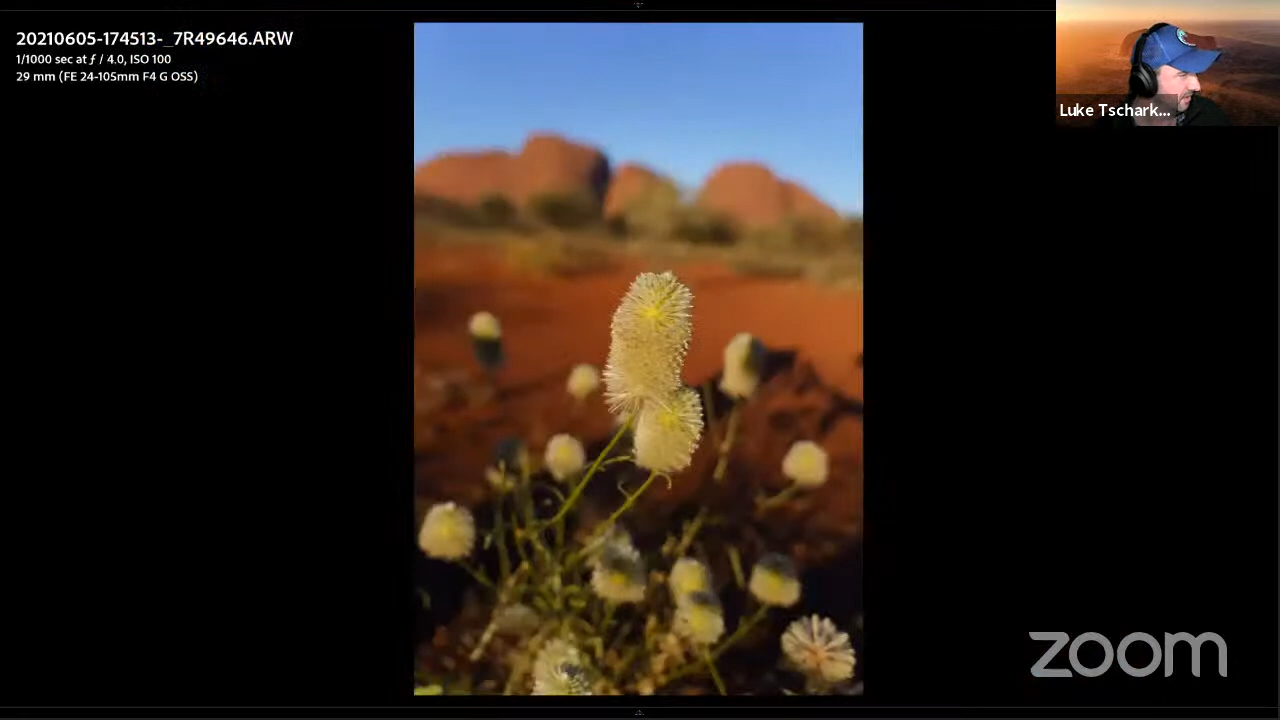 20210605-174513-_7R49646.ARW
1/1000 sec at ƒ / 4.0, ISO 100
29 mm (FE 24-105mm F4 G OSS)
Luke Tschark...
zoom